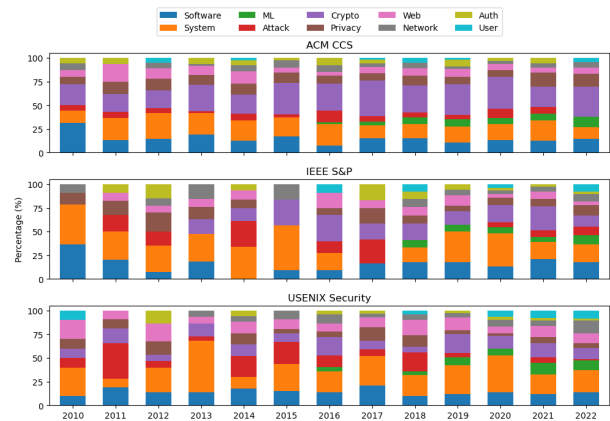 Software ML Crypto Web Auth
System Attack Privacy Network User
ACM CCS
100
75
50
25
0
IEEE S&P
100
75
50
25
0
Percentage (%)
USENIX Security
100
75
50
25
0
2010 2011 2012 2013 2014 2015 2016 2017 2018 2019 2020 2021 2022